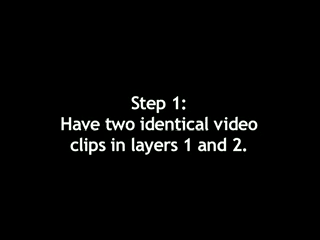 Step 1:
Have two identical video
clips in layers 1 and 2.